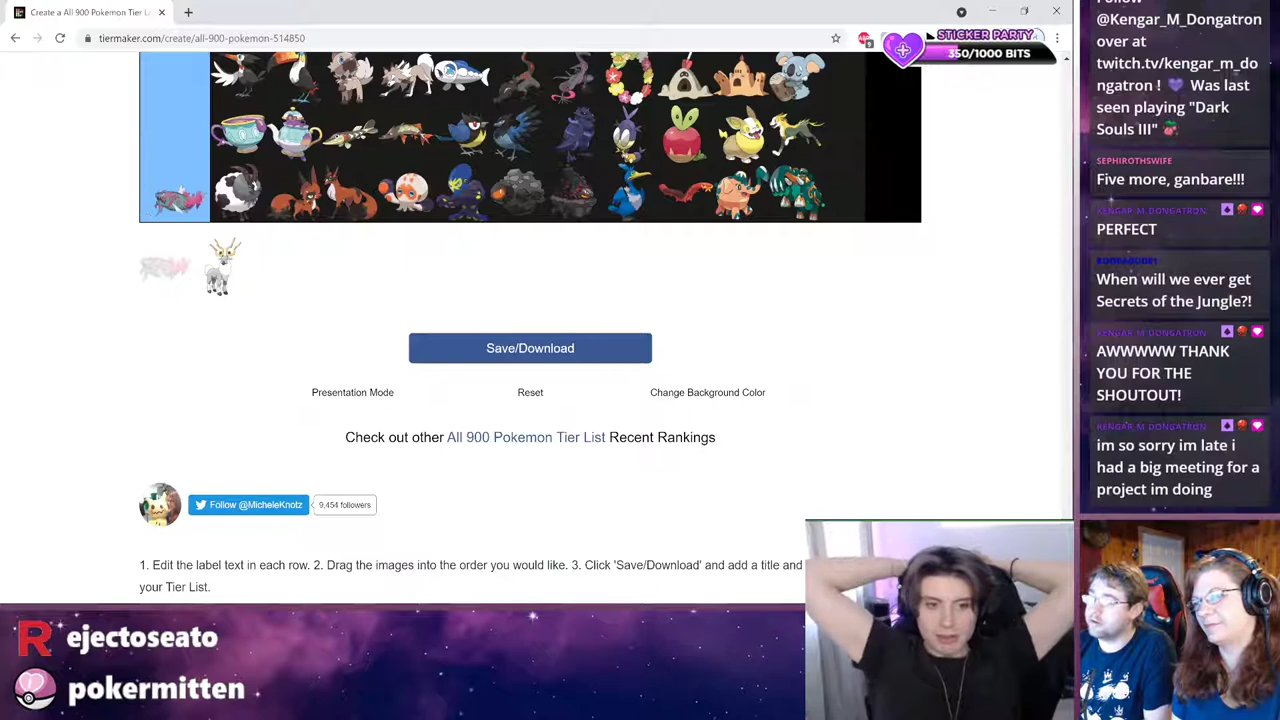 Create a All 900 Pokemon Tier Lis
tiermaker.com/create/all-900-pokemon-514850
STICKER PARTY
350/1000 BITS
Save/Download
Presentation Mode
Reset
Change Background Color
Check out other All 900 Pokemon Tier List Recent Rankings
Follow @MicheleKnotz
9,454 followers
1. Edit the label text in each row. 2. Drag the images into the order you would like. 3. Click 'Save/Download' and add a title and
your Tier List.
R ejectoseato
pokermitten
Follow
@Kengar_M_Dongatron
over at
twitch.tv/kengar_m_do
ngatron ! 💜 Was last
seen playing "Dark
Souls III"
SEPHIROTHSWIFE
Five more, ganbare!!!
KENGAR_M_DONGATRON
PERFECT
When will we ever get
Secrets of the Jungle?!
KENGAR_M_DONGATRON
AWWWWW THANK
YOU FOR THE
SHOUTOUT!
KENGAR_M_DONGATRON
im so sorry im late i
had a big meeting for a
project im doing